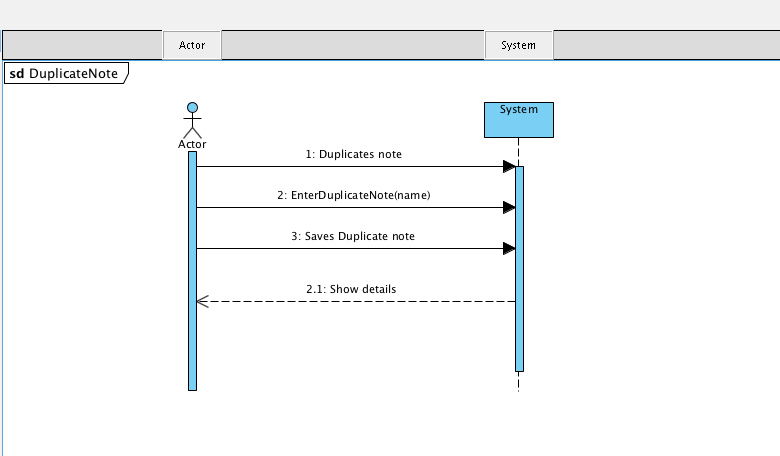 Actor
System
sd DuplicateNote
System
Actor
1: Duplicates note
2: EnterDuplicateNote(name)
3: Saves Duplicate note
2.1: Show details